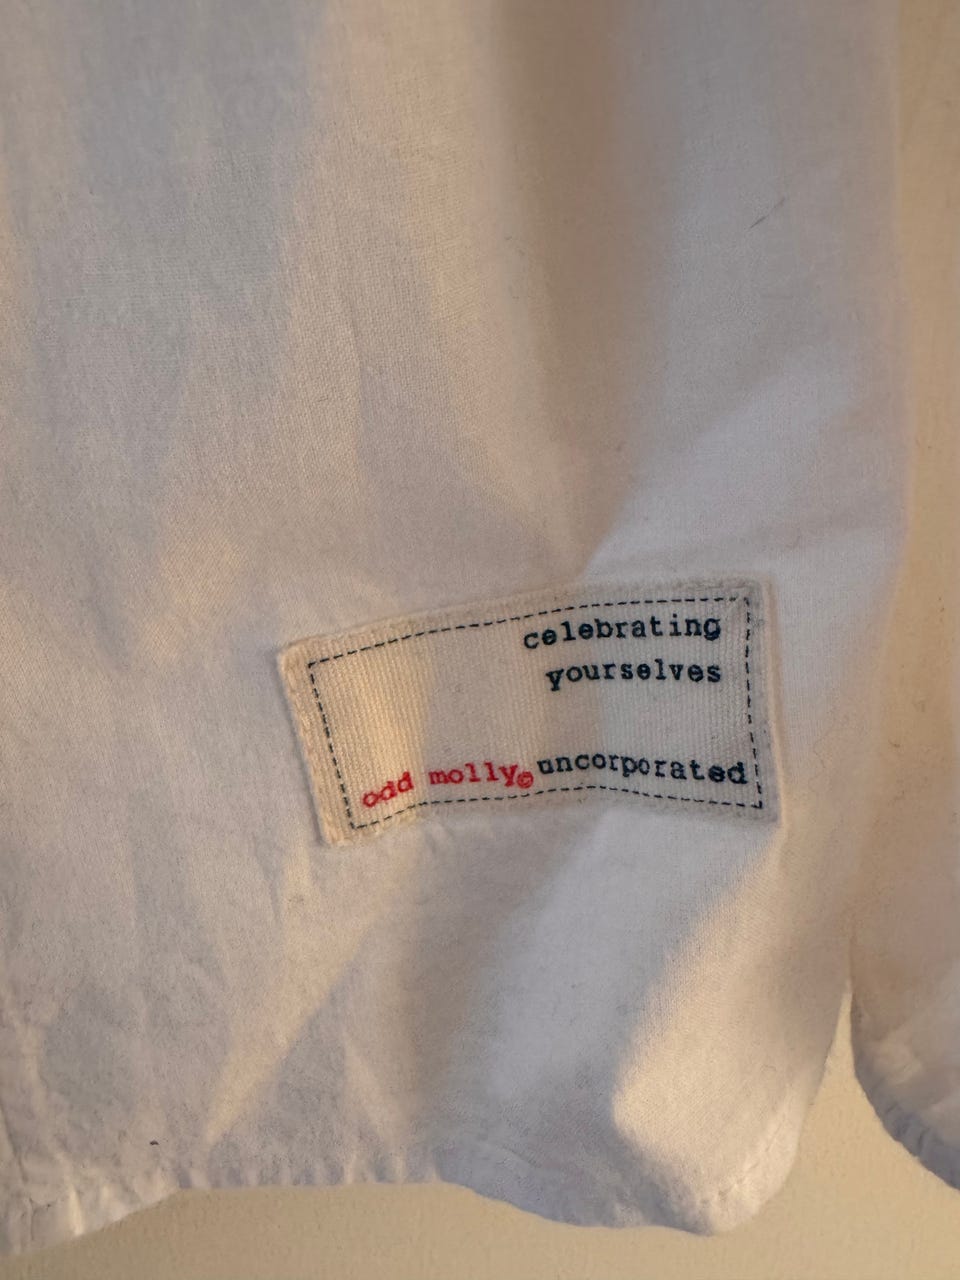 celebrating
yourselves
odd molly© uncorporated